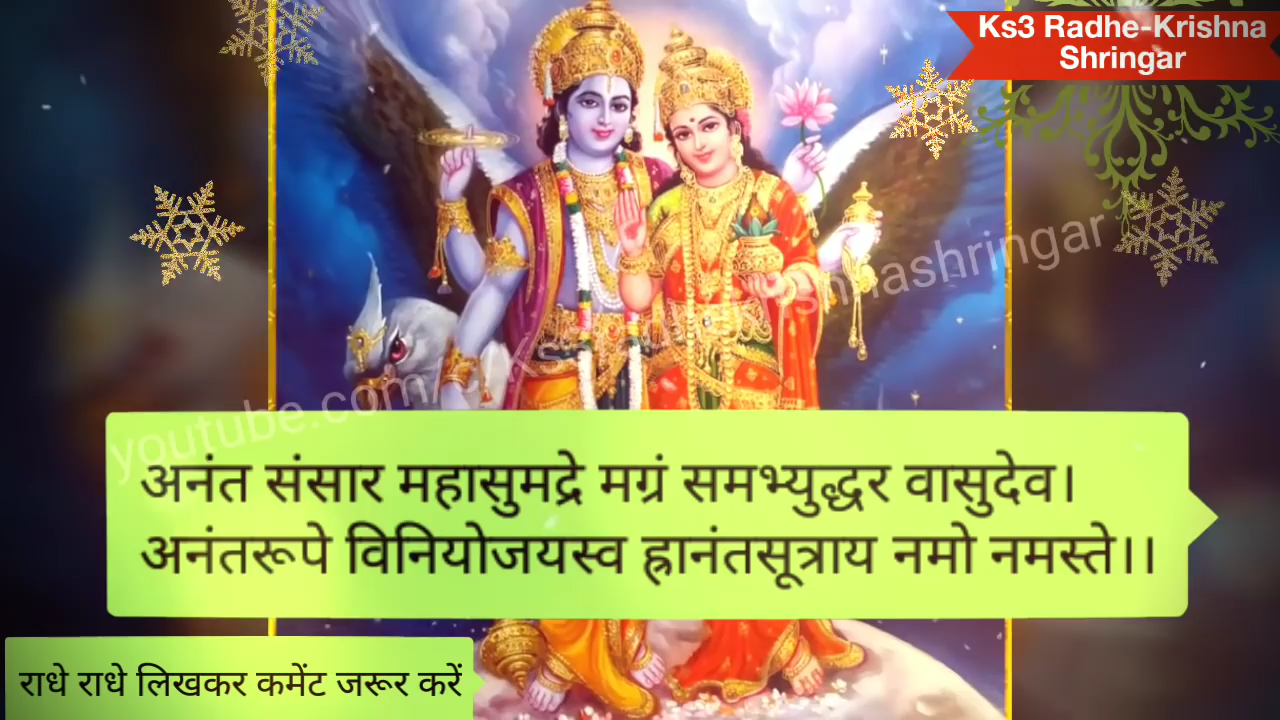 Ks3 Radhe-Krishna
Shringar
अनंत संसार महासुमद्रे मग्रं समभ्युद्धर वासुदेव।
अनंतरूपे विनियोजयस्व ह्रानंतसूत्राय नमो नमस्ते।।
राधे राधे लिखकर कमेंट जरूर करें